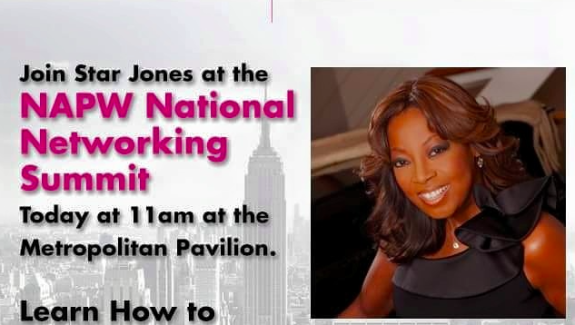 Join Star Jones at the
NAPW National
Networking
Summit
Today at 11am at the
Metropolitan Pavilion.
Learn How to